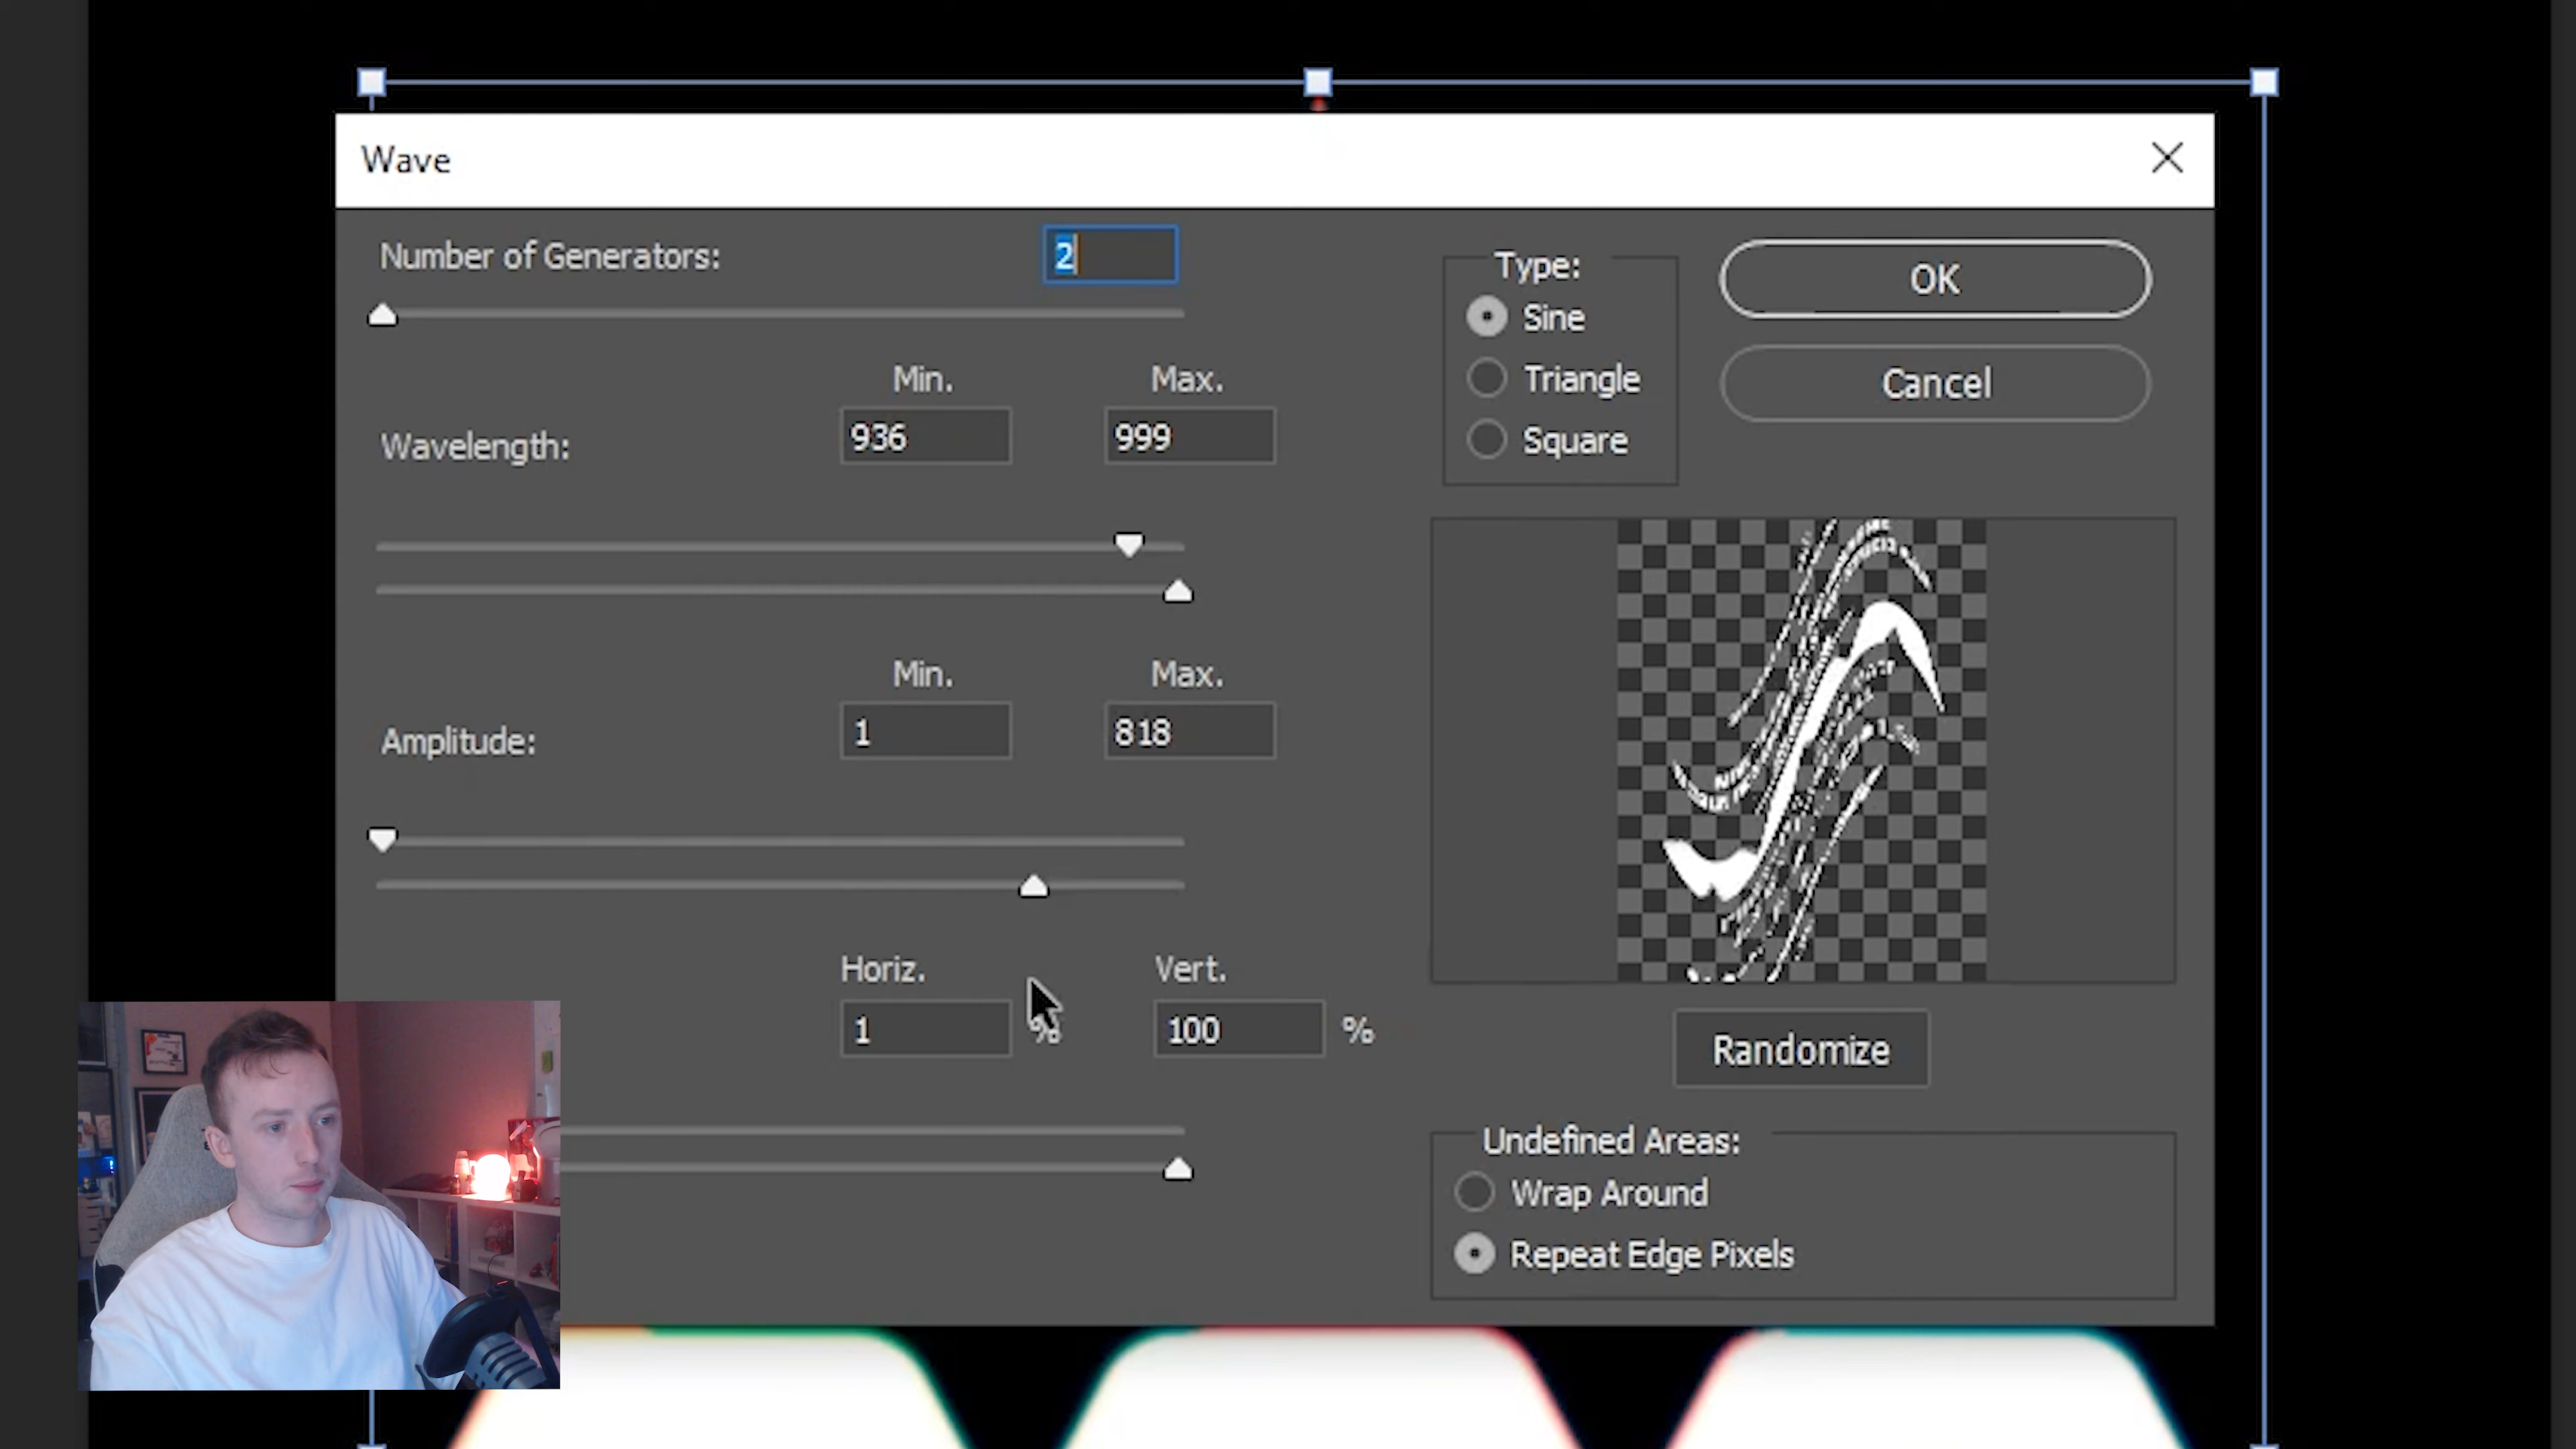 Wave
Number of Generators: 2
Type:
Sine
Triangle
Square
OK
Cancel
Min. Max.
Wavelength: 936 999
Min. Max.
Amplitude: 1 818
Horiz. Vert.
1 % 100 %
Randomize
Undefined Areas:
Wrap Around
Repeat Edge Pixels